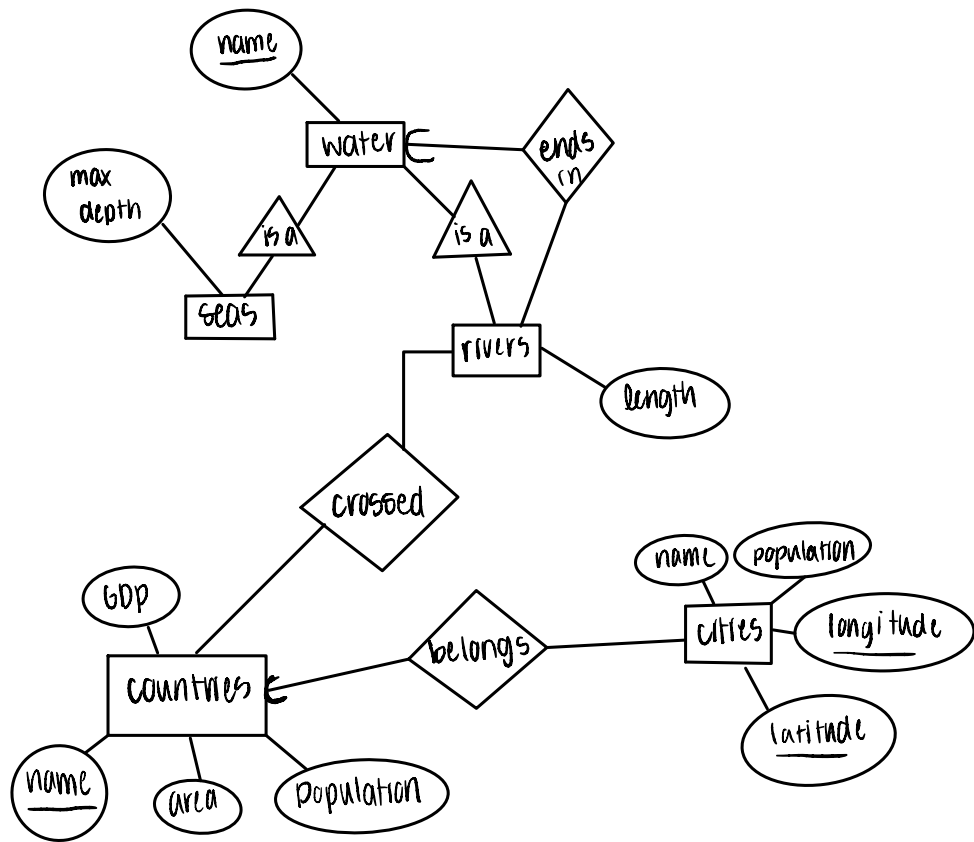 name
water
ends
in
max
depth
is a
is a
seas
rivers
length
crossed
name
population
GDP
cities
longitude
belongs
countries
latitude
name
area
population